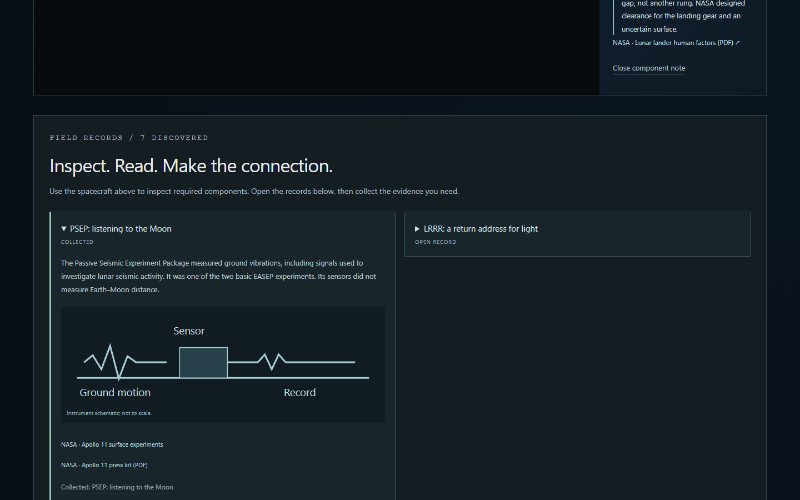 gap, not another rung. NASA designed
clearance for the landing gear and an
uncertain surface.
NASA · Lunar lander human factors (PDF) ↗
Close component note
FIELD RECORDS / 7 DISCOVERED
Inspect. Read. Make the connection.
Use the spacecraft above to inspect required components. Open the records below, then collect the evidence you need.
▼ PSEP: listening to the Moon
COLLECTED
The Passive Seismic Experiment Package measured ground vibrations, including signals used to
investigate lunar seismic activity. It was one of the two basic EASEP experiments. Its sensors did not
measure Earth–Moon distance.
Sensor
Ground motion
Record
Instrument schematic; not to scale.
NASA · Apollo 11 surface experiments
NASA · Apollo 11 press kit (PDF)
Collected: PSEP: listening to the Moon
▶ LRRR: a return address for light
OPEN RECORD